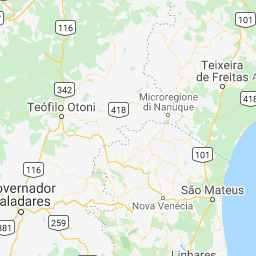 101
116
Teixeira
de Freitas
101
342
Microregione
di Nanuque
418
Teófilo Otoni
101
116
São Mateus
overnador
aladares
Nova Venécia
259
381
Linhares